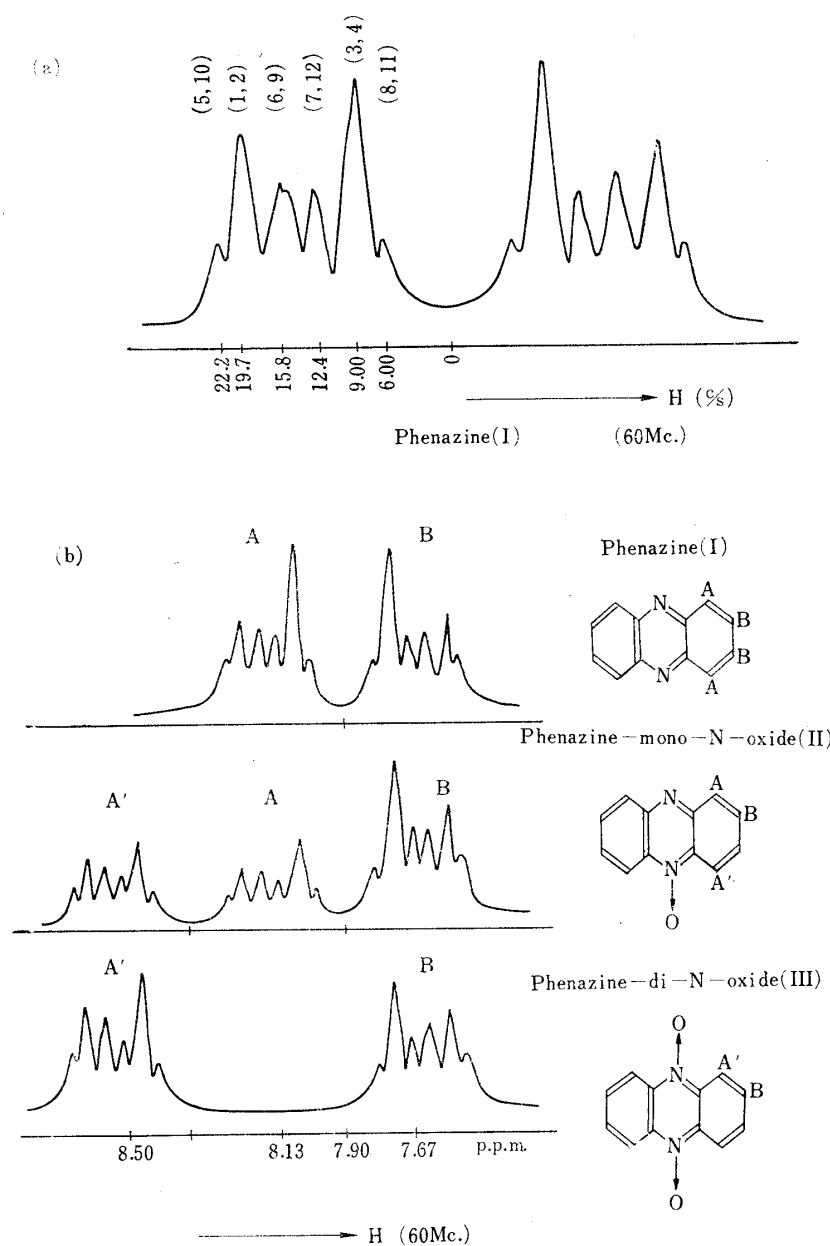 (a)
(5,10)
(1,2)
(6,9)
(7,12)
(3,4)
(8,11)
22.2
19.7
15.8
12.4
9.00
6.00
0
H (c/s)
Phenazine(I)
(60Mc.)
(b)
A
B
Phenazine(I)
N
A
B
B
N
A
Phenazine-mono-N-oxide(II)
A'
A
B
N
A
B
N
A'
O
Phenazine-di-N-oxide(III)
A'
B
O
N
A'
B
N
O
8.50
8.13
7.90
7.67
p.p.m.
H (60Mc.)